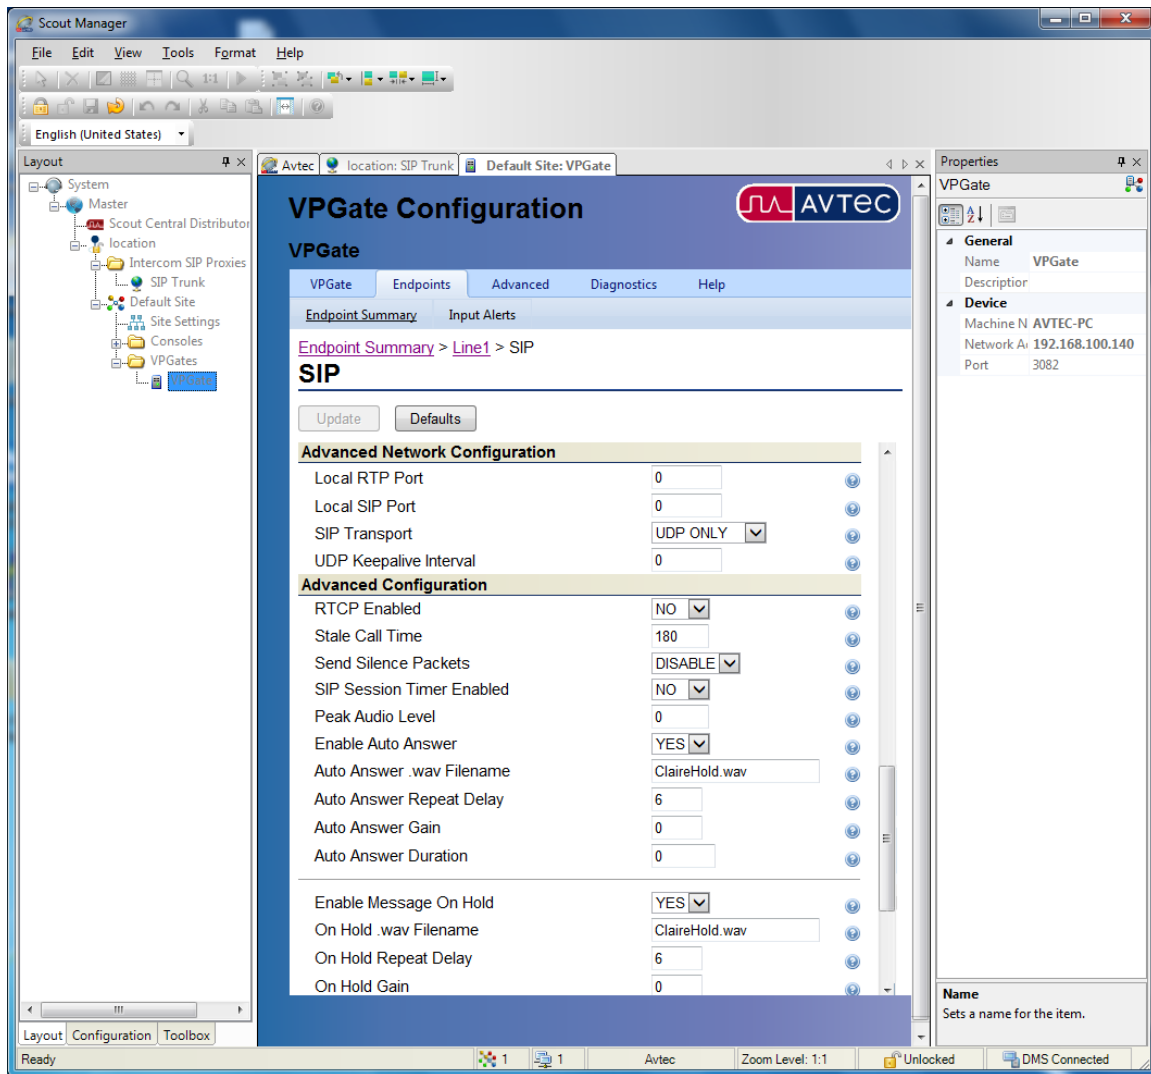 Scout Manager
File Edit View Tools Format Help
1:1
English (United States)
Layout
System
Master
Scout Central Distributor
location
Intercom SIP Proxies
SIP Trunk
Default Site
Site Settings
Consoles
VPGates
VPGate
Layout Configuration Toolbox
Avtec location: SIP Trunk Default Site: VPGate
VPGate Configuration
AVTEC
VPGate
VPGate Endpoints Advanced Diagnostics Help
Endpoint Summary Input Alerts
Endpoint Summary > Line1 > SIP
SIP
Update Defaults
Advanced Network Configuration
Local RTP Port 0
Local SIP Port 0
SIP Transport UDP ONLY
UDP Keepalive Interval 0
Advanced Configuration
RTCP Enabled NO
Stale Call Time 180
Send Silence Packets DISABLE
SIP Session Timer Enabled NO
Peak Audio Level 0
Enable Auto Answer YES
Auto Answer .wav Filename ClaireHold.wav
Auto Answer Repeat Delay 6
Auto Answer Gain 0
Auto Answer Duration 0
Enable Message On Hold YES
On Hold .wav Filename ClaireHold.wav
On Hold Repeat Delay 6
On Hold Gain 0
Properties
VPGate
General
Name VPGate
Description
Device
Machine N AVTEC-PC
Network A 192.168.100.140
Port 3082
Name
Sets a name for the item.
Ready 1 1 Avtec Zoom Level: 1:1 Unlocked DMS Connected